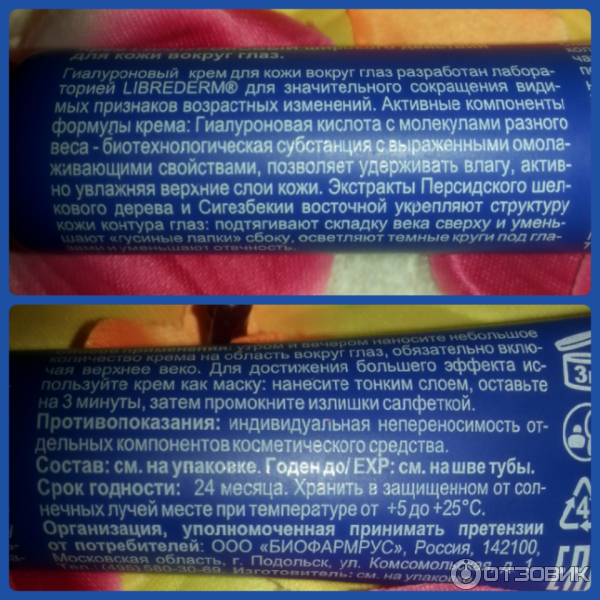 для кожи вокруг глаз.
Гиалуроновый крем для кожи вокруг глаз разработан лабора-
торией LIBREDERM® для значительного сокращения види-
мых признаков возрастных изменений. Активные компоненты
формулы крема: Гиалуроновая кислота с молекулами разного
веса - биотехнологическая субстанция с выраженными омола-
живающими свойствами, позволяет удерживать влагу, актив-
но увлажняя верхние слои кожи. Экстракты Персидского шел-
кового дерева и Сигезбекии восточной укрепляют структуру
кожи контура глаз: подтягивают складку века сверху и умень-
шают «гусиные лапки» сбоку, осветляют темные круги под гла-
зами и уменьшают отечность.
применения: утром и вечером наносите небольшое
количество крема на область вокруг глаз, обязательно вклю-
чая верхнее веко. Для достижения большего эффекта ис-
пользуйте крем как маску: нанесите тонким слоем, оставьте
на 3 минуты, затем промокните излишки салфеткой.
Противопоказания: индивидуальная непереносимость от-
дельных компонентов косметического средства.
Состав: см. на упаковке. Годен до/ EXP: см. на шве тубы.
Срок годности: 24 месяца. Хранить в защищенном от сол-
нечных лучей месте при температуре от +5 до +25°С.
Организация, уполномоченная принимать претензии
от потребителей: ООО «БИОФАРМРУС», Россия, 142100,
Московская область, г. Подольск, ул. Комсомольская, д. 1,
Изготовитель: см. на упаковке
ОТЗОВИК